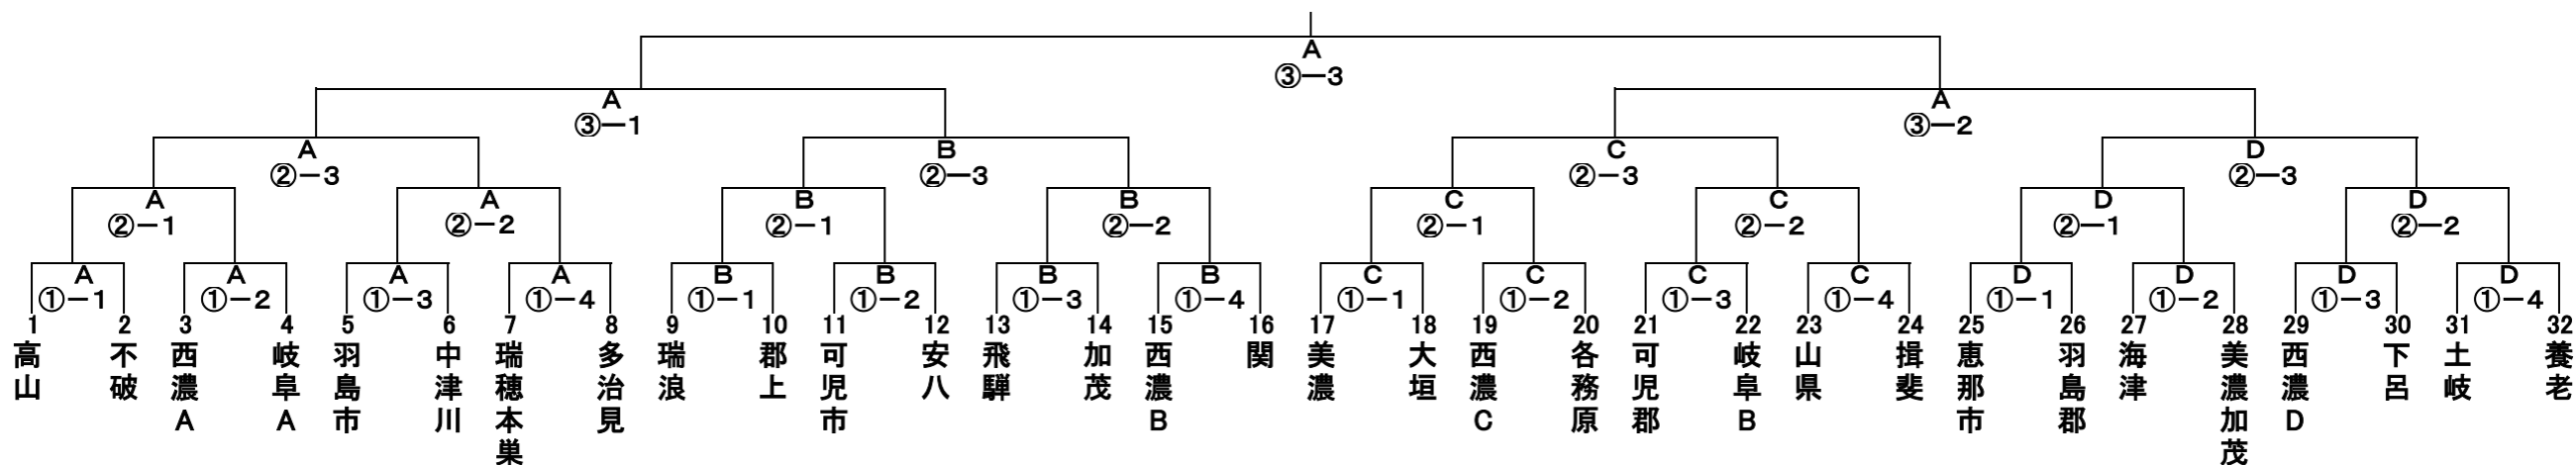 A
③ー3
A
A
③ー1
③ー2
A
B
C
D
②－3
②－3
②－3
②－3
A
A
B
B
C
C
D
D
②－1
②－2
②－1
②ー2
②－1
②－2
②ー1
②ー2
A
A
A
A
B
B
B
B
C
C
C
C
D
D
D
D
①－1
①－2
①－3
①－4
①－1
①－2
①－3
①－4
①－1
①－2
①－3
①－4
①－1
①－2
①－3
①－4
1
2
3
4
5
6
7
8
9
10
11
12
13
14
15
16
17
18
19
20
21
22
23
24
25
26
27
28
29
30
31
32
高山
不破
西濃A
岐阜A
羽島市
中津川
瑞穂本巣
多治見
瑞浪
郡上
可児市
安八
飛騨
加茂
西濃B
関
美濃
大垣
西濃C
各務原
可児郡
岐阜B
山県
揖斐
恵那市
羽島郡
海津
美濃加茂
西濃D
下呂
土岐
養老